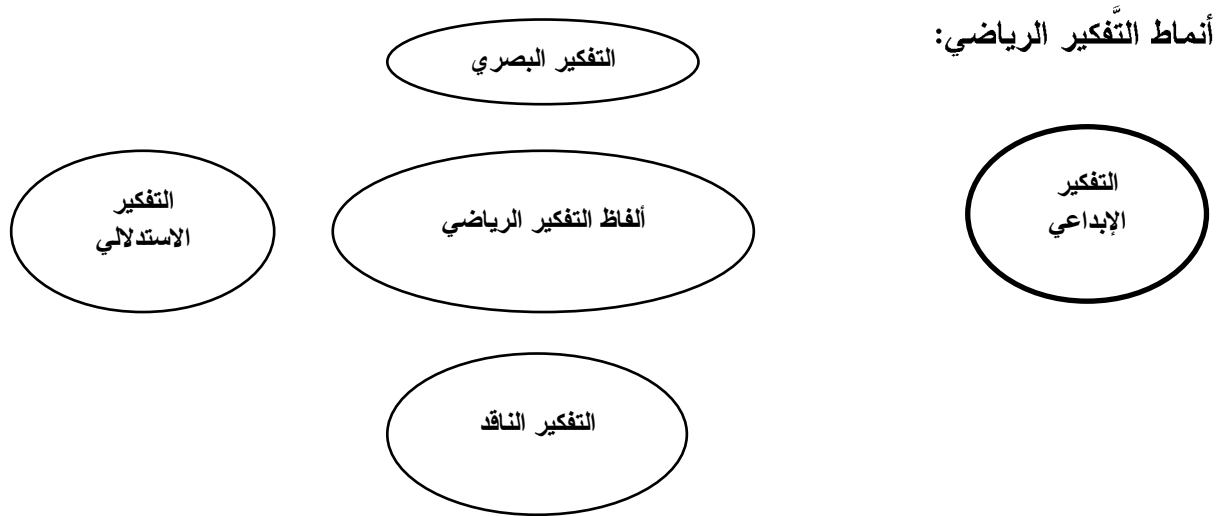 أنماط التَّفكير الرياضي:
التفكير البصري
التفكير
الإبداعي
ألفاظ التفكير الرياضي
التفكير
الاستدلالي
التفكير الناقد